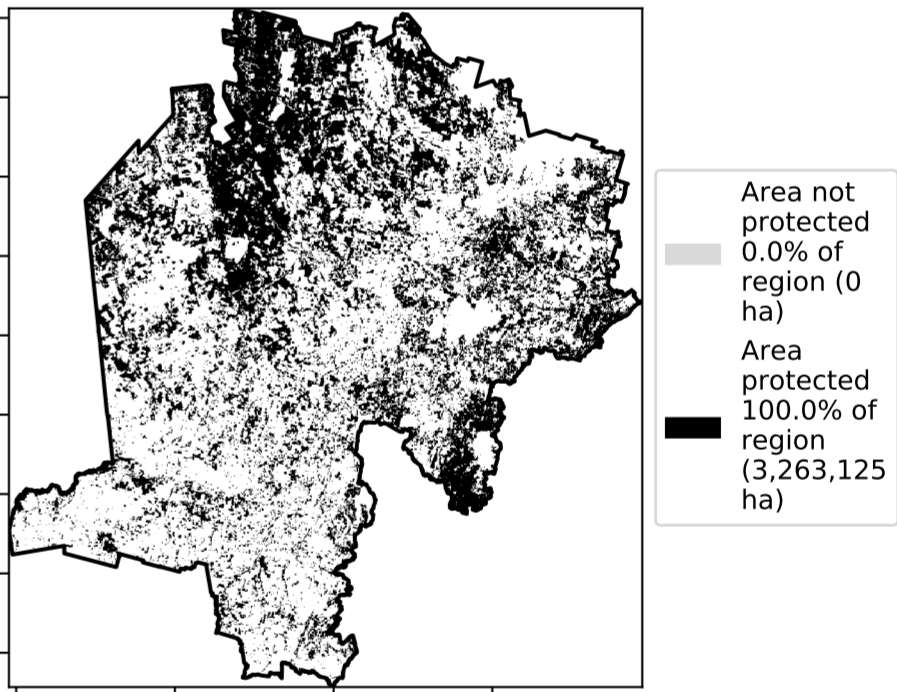 Area not
protected
0.0% of
region (0
ha)
Area
protected
100.0% of
region
(3,263,125
ha)